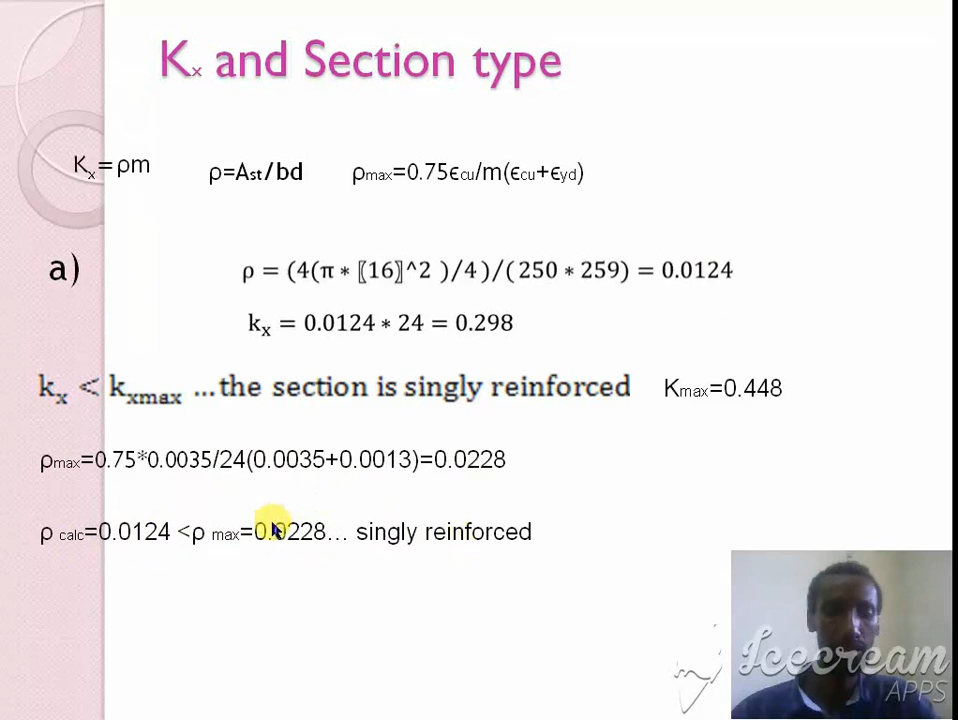 Kx and Section type
Kx=ρm ρ=Ast/bd ρmax=0.75ϵcu/m(ϵcu+ϵyd)
a) ρ = (4(π ∗ 〖16〗^2 )/4 )/( 250 ∗ 259) = 0.0124
kx = 0.0124 ∗ 24 = 0.298
kx < kxmax ...the section is singly reinforced Kmax=0.448
ρmax=0.75*0.0035/24(0.0035+0.0013)=0.0228
ρ calc=0.0124 <ρ max=0.0228... singly reinforced
Icecream
APPS